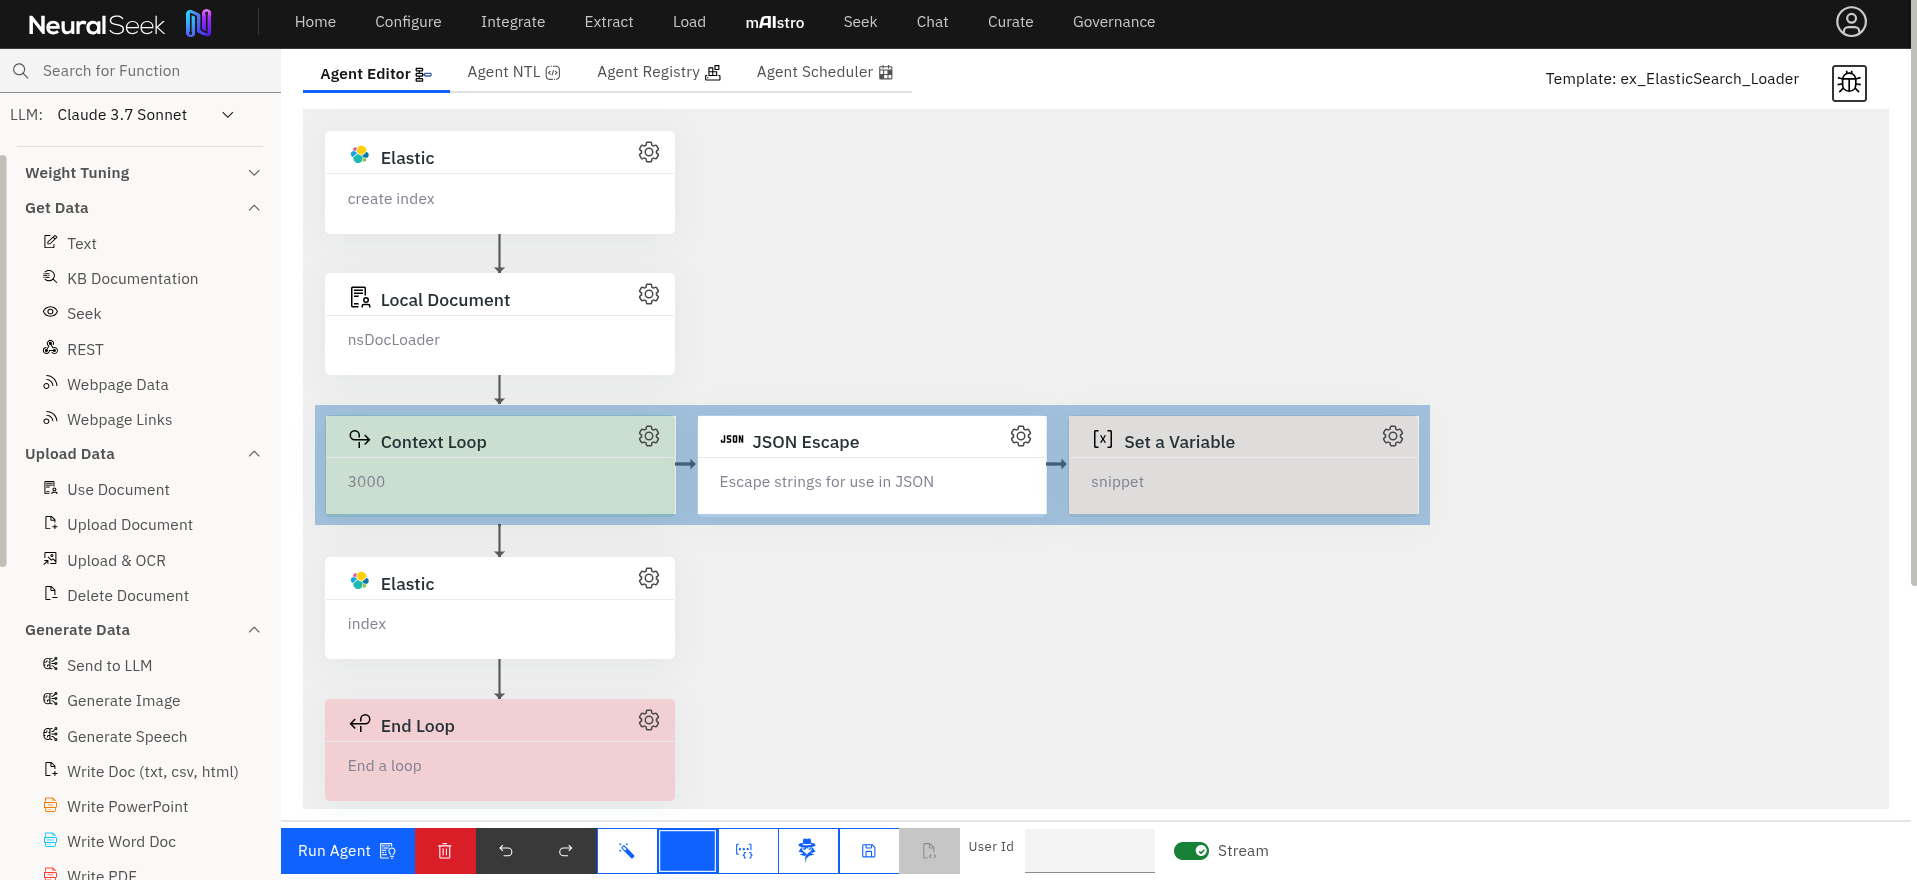 NeuralSeek
Home Configure Integrate Extract Load mAIstro Seek Chat Curate Governance
Search for Function
LLM: Claude 3.7 Sonnet
Weight Tuning
Get Data
Text
KB Documentation
Seek
REST
Webpage Data
Webpage Links
Upload Data
Use Document
Upload Document
Upload & OCR
Delete Document
Generate Data
Send to LLM
Generate Image
Generate Speech
Write Doc (txt, csv, html)
Write PowerPoint
Write Word Doc
Write PDF
Agent Editor Agent NTL Agent Registry Agent Scheduler
Template: ex_ElasticSearch_Loader
Elastic
create index
Local Document
nsDocLoader
Context Loop
3000
JSON JSON Escape
Escape strings for use in JSON
[x] Set a Variable
snippet
Elastic
index
End Loop
End a loop
Run Agent
User Id
Stream